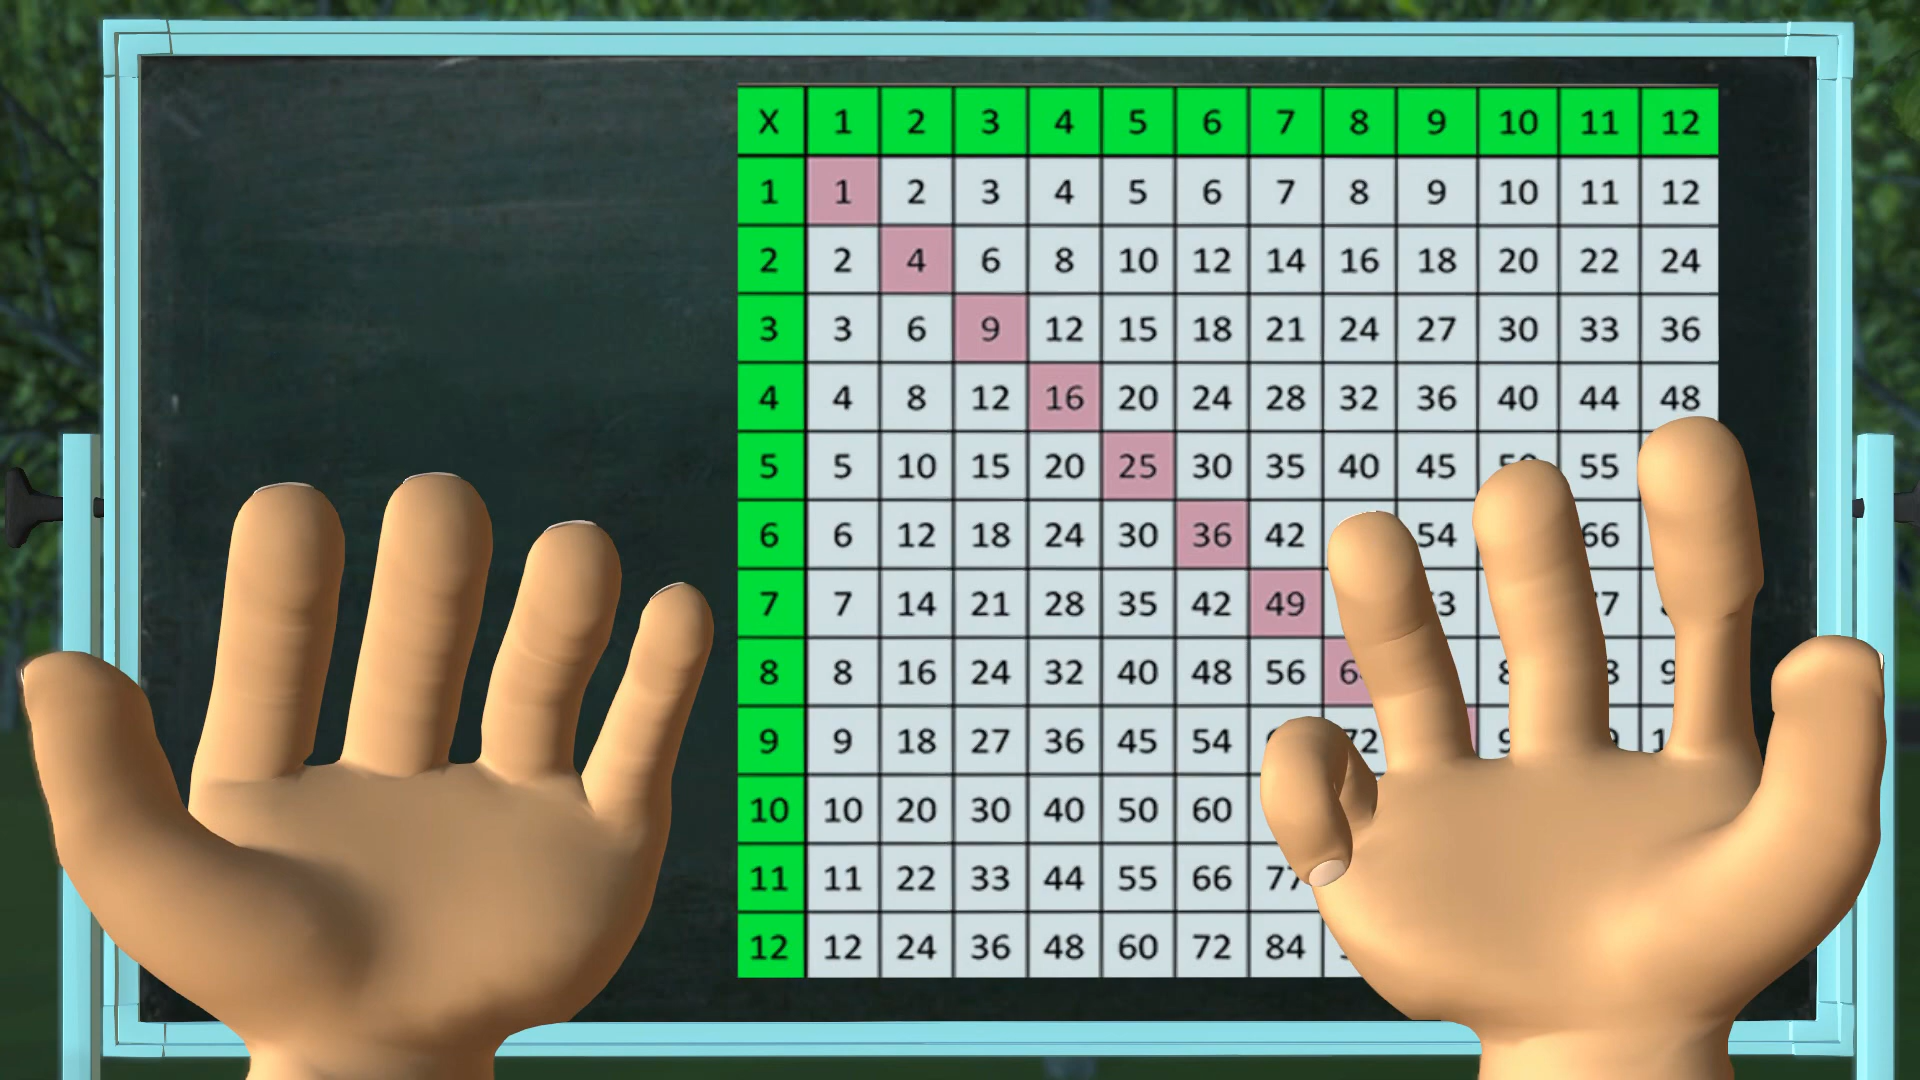 X 1 2 3 4 5 6 7 8 9 10 11 12
1 1 2 3 4 5 6 7 8 9 10 11 12
2 2 4 6 8 10 12 14 16 18 20 22 24
3 3 6 9 12 15 18 21 24 27 30 33 36
4 4 8 12 16 20 24 28 32 36 40 44 48
5 5 10 15 20 25 30 35 40 45 55
6 6 12 18 24 30 36 42 54 66
7 7 14 21 28 35 42 49
8 8 16 24 32 40 48 56
9 9 18 27 36 45 54 72
10 10 20 30 40 50 60
11 11 22 33 44 55 66 77
12 12 24 36 48 60 72 84